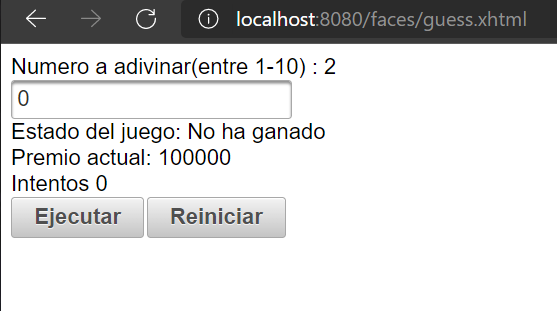 localhost:8080/faces/guess.xhtml
Numero a adivinar(entre 1-10) : 2
0
Estado del juego: No ha ganado
Premio actual: 100000
Intentos 0
Ejecutar Reiniciar